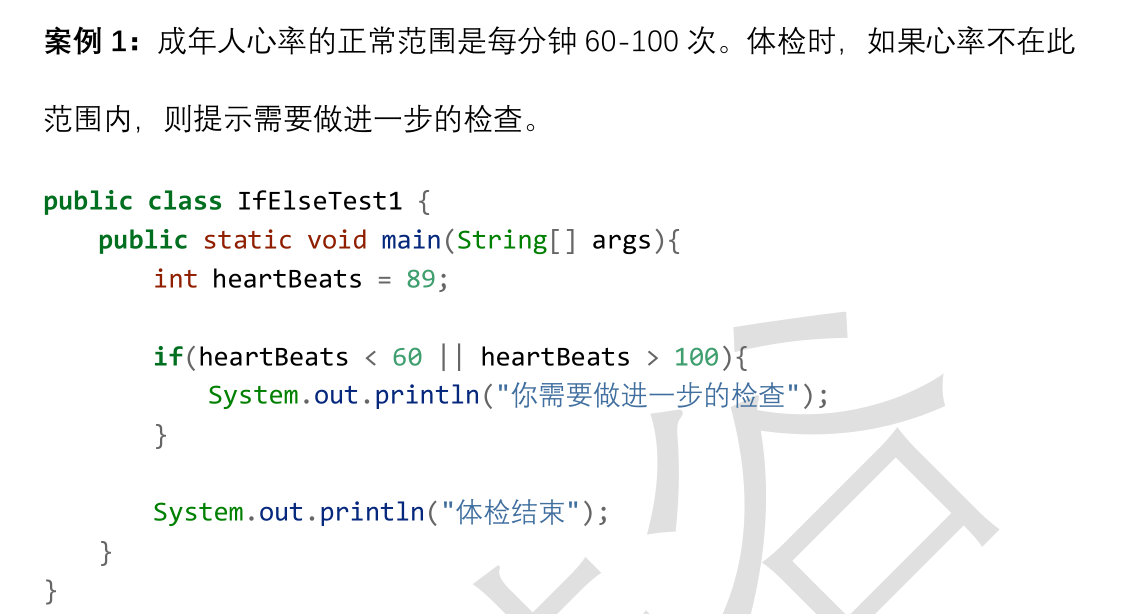 案例 1：成年人心率的正常范围是每分钟 60-100 次。体检时，如果心率不在此
范围内，则提示需要做进一步的检查。
public class IfElseTest1 {
    public static void main(String[] args){
        int heartBeats = 89;
        if(heartBeats < 60 || heartBeats > 100){
            System.out.println("你需要做进一步的检查");
        }
        System.out.println("体检结束");
    }
}